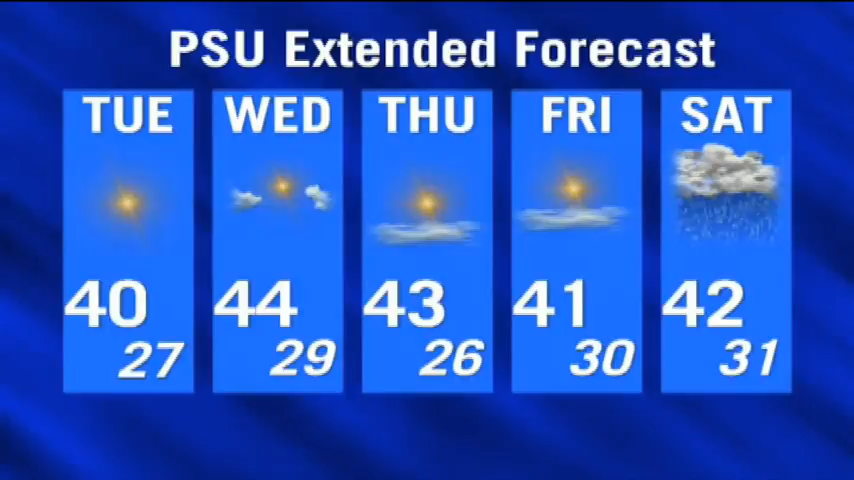 PSU Extended Forecast
TUE WED THU FRI SAT
40 44 43 41 42
27 29 26 30 31